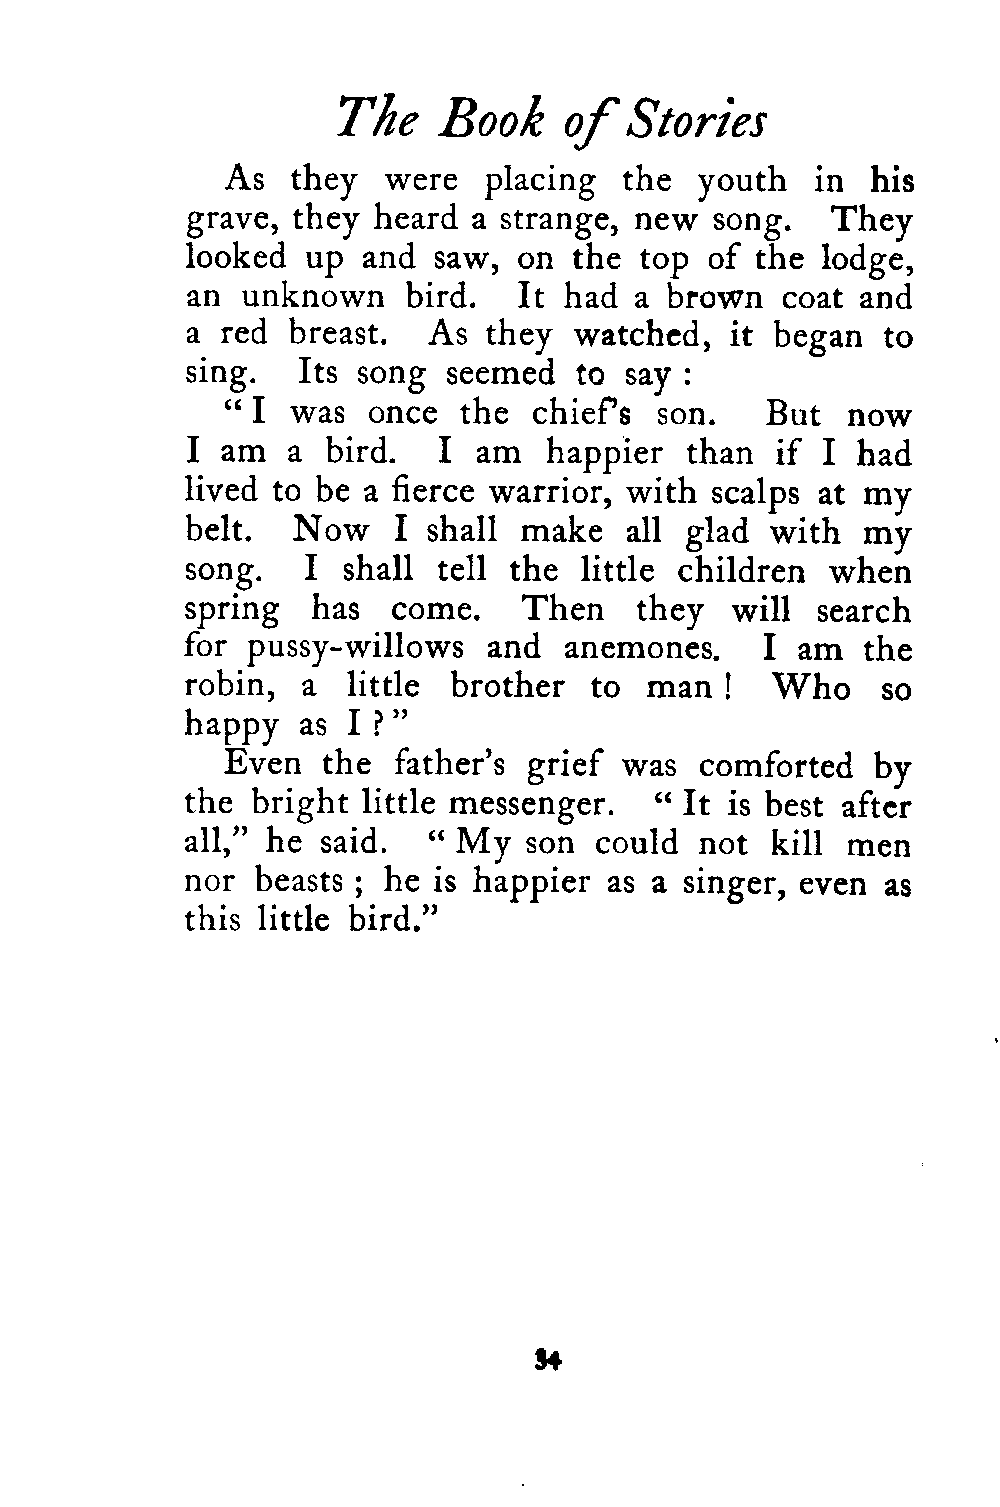 The Book of Stories
As they were placing the youth in his
grave, they heard a strange, new song. They
looked up and saw, on the top of the lodge,
an unknown bird. It had a brown coat and
a red breast. As they watched, it began to
sing. Its song seemed to say :
“ I was once the chief’s son. But now
I am a bird. I am happier than if I had
lived to be a fierce warrior, with scalps at my
belt. Now I shall make all glad with my
song. I shall tell the little children when
spring has come. Then they will search
for pussy-willows and anemones. I am the
robin, a little brother to man ! Who so
happy as I ? ”
Even the father’s grief was comforted by
the bright little messenger. “ It is best after
all,” he said. “ My son could not kill men
nor beasts ; he is happier as a singer, even as
this little bird.”
34